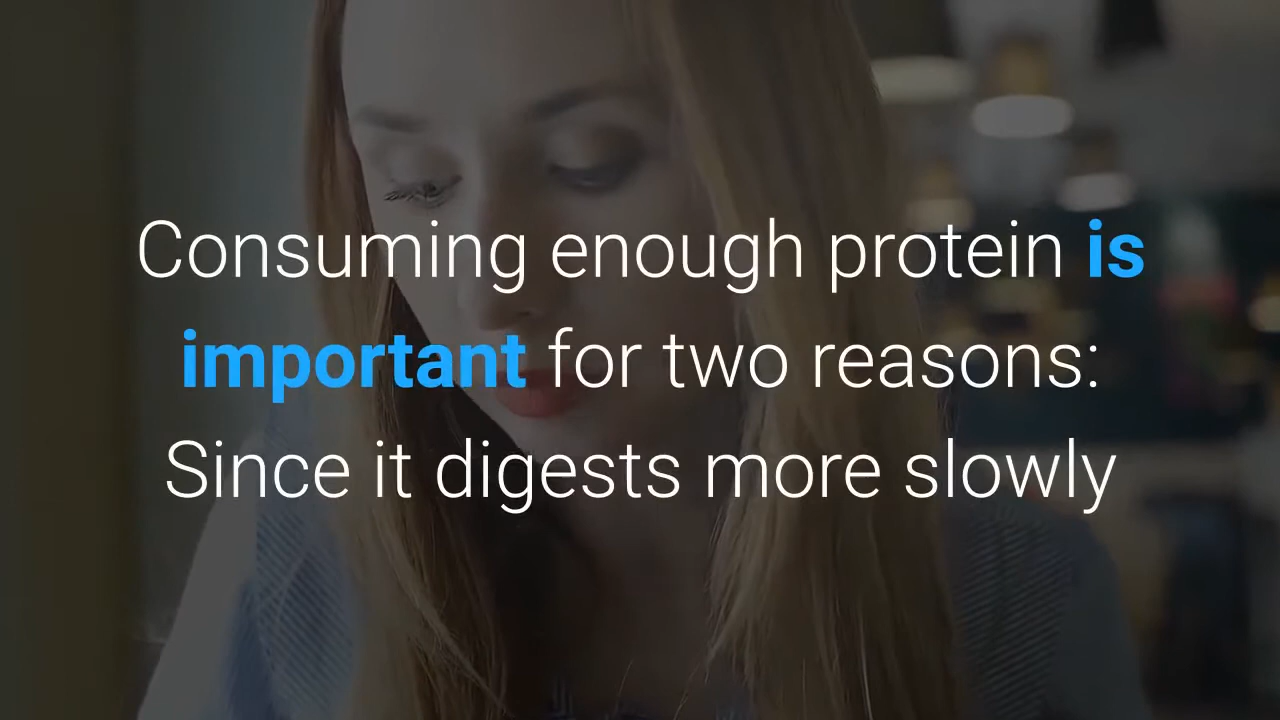 Consuming enough protein is
important for two reasons:
Since it digests more slowly